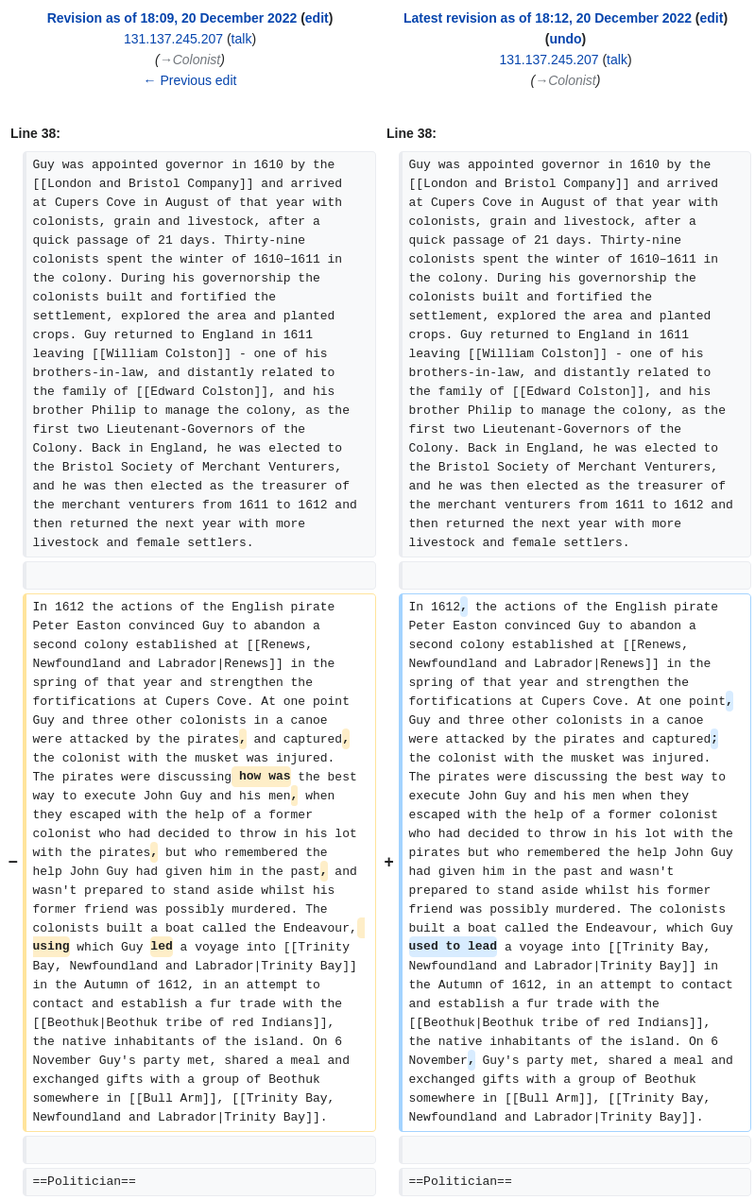 Revision as of 18:09, 20 December 2022 (edit)
131.137.245.207 (talk)
(→Colonist)
← Previous edit
Latest revision as of 18:12, 20 December 2022 (edit)
(undo)
131.137.245.207 (talk)
(→Colonist)
Line 38:
Guy was appointed governor in 1610 by the
[[London and Bristol Company]] and arrived
at Cupers Cove in August of that year with
colonists, grain and livestock, after a
quick passage of 21 days. Thirty-nine
colonists spent the winter of 1610–1611 in
the colony. During his governorship the
colonists built and fortified the
settlement, explored the area and planted
crops. Guy returned to England in 1611
leaving [[William Colston]] - one of his
brothers-in-law, and distantly related to
the family of [[Edward Colston]], and his
brother Philip to manage the colony, as the
first two Lieutenant-Governors of the
Colony. Back in England, he was elected to
the Bristol Society of Merchant Venturers,
and he was then elected as the treasurer of
the merchant venturers from 1611 to 1612 and
then returned the next year with more
livestock and female settlers.
Line 38:
Guy was appointed governor in 1610 by the
[[London and Bristol Company]] and arrived
at Cupers Cove in August of that year with
colonists, grain and livestock, after a
quick passage of 21 days. Thirty-nine
colonists spent the winter of 1610–1611 in
the colony. During his governorship the
colonists built and fortified the
settlement, explored the area and planted
crops. Guy returned to England in 1611
leaving [[William Colston]] - one of his
brothers-in-law, and distantly related to
the family of [[Edward Colston]], and his
brother Philip to manage the colony, as the
first two Lieutenant-Governors of the
Colony. Back in England, he was elected to
the Bristol Society of Merchant Venturers,
and he was then elected as the treasurer of
the merchant venturers from 1611 to 1612 and
then returned the next year with more
livestock and female settlers.
−
In 1612 the actions of the English pirate
Peter Easton convinced Guy to abandon a
second colony established at [[Renews,
Newfoundland and Labrador|Renews]] in the
spring of that year and strengthen the
fortifications at Cupers Cove. At one point
Guy and three other colonists in a canoe
were attacked by the pirates, and captured,
the colonist with the musket was injured.
The pirates were discussing how was the best
way to execute John Guy and his men, when
they escaped with the help of a former
colonist who had decided to throw in his lot
with the pirates, but who remembered the
help John Guy had given him in the past, and
wasn't prepared to stand aside whilst his
former friend was possibly murdered. The
colonists built a boat called the Endeavour,
using which Guy led a voyage into [[Trinity
Bay, Newfoundland and Labrador|Trinity Bay]]
in the Autumn of 1612, in an attempt to
contact and establish a fur trade with the
[[Beothuk|Beothuk tribe of red Indians]],
the native inhabitants of the island. On 6
November Guy's party met, shared a meal and
exchanged gifts with a group of Beothuk
somewhere in [[Bull Arm]], [[Trinity Bay,
Newfoundland and Labrador|Trinity Bay]].
+
In 1612, the actions of the English pirate
Peter Easton convinced Guy to abandon a
second colony established at [[Renews,
Newfoundland and Labrador|Renews]] in the
spring of that year and strengthen the
fortifications at Cupers Cove. At one point,
Guy and three other colonists in a canoe
were attacked by the pirates and captured;
the colonist with the musket was injured.
The pirates were discussing the best way to
execute John Guy and his men when they
escaped with the help of a former colonist
who had decided to throw in his lot with the
pirates but who remembered the help John Guy
had given him in the past and wasn't
prepared to stand aside whilst his former
friend was possibly murdered. The colonists
built a boat called the Endeavour, which Guy
used to lead a voyage into [[Trinity Bay,
Newfoundland and Labrador|Trinity Bay]] in
the Autumn of 1612, in an attempt to contact
and establish a fur trade with the
[[Beothuk|Beothuk tribe of red Indians]],
the native inhabitants of the island. On 6
November, Guy's party met, shared a meal and
exchanged gifts with a group of Beothuk
somewhere in [[Bull Arm]], [[Trinity Bay,
Newfoundland and Labrador|Trinity Bay]].
==Politician==
==Politician==